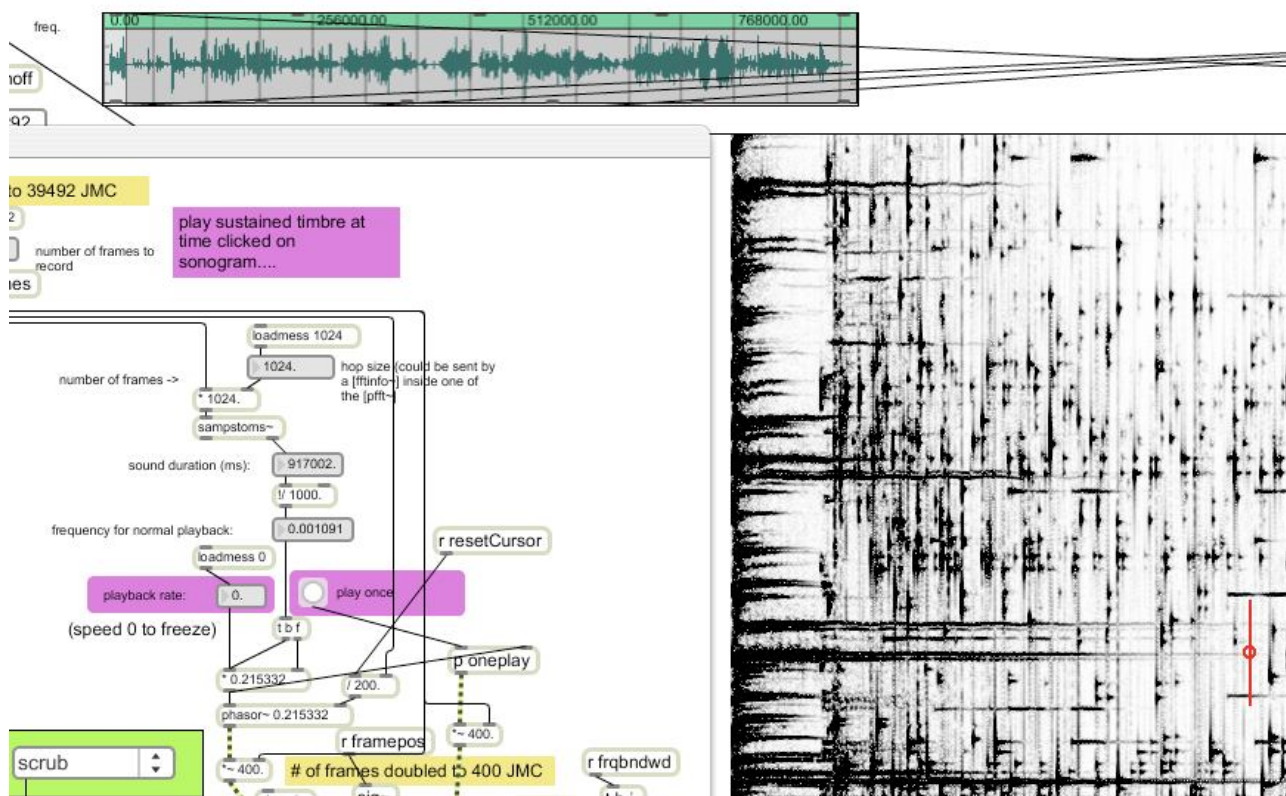 freq.
0.00 256000.00 512000.00 768000.00
noff
92
to 39492 JMC
2
number of frames to
record
nes
play sustained timbre at
time clicked on
sonogram....
loadmess 1024
1024.
hop size (could be sent by
a [fftinfo~] inside one of
the [pfft~]
number of frames ->
* 1024.
sampstoms~
sound duration (ms):
917002.
!/ 1000.
frequency for normal playback:
0.001091
loadmess 0
r resetCursor
playback rate:
0.
play once
(speed 0 to freeze)
t b f
p oneplay
* 0.215332
/ 200.
phasor~ 0.215332
*~ 400.
r framepos
scrub
*~ 400.
# of frames doubled to 400 JMC
r frqbndwd